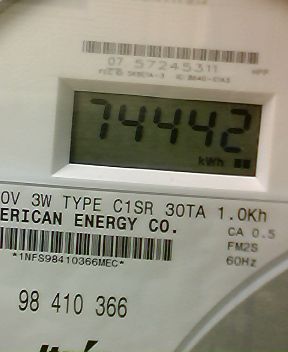 07 57245311
74442
kWh
0V 3W TYPE C1SR 30TA 1.0Kh
ERICAN ENERGY CO.
CA 0.5
FM2S
60Hz
*1NFS98410366MEC*
98 410 366